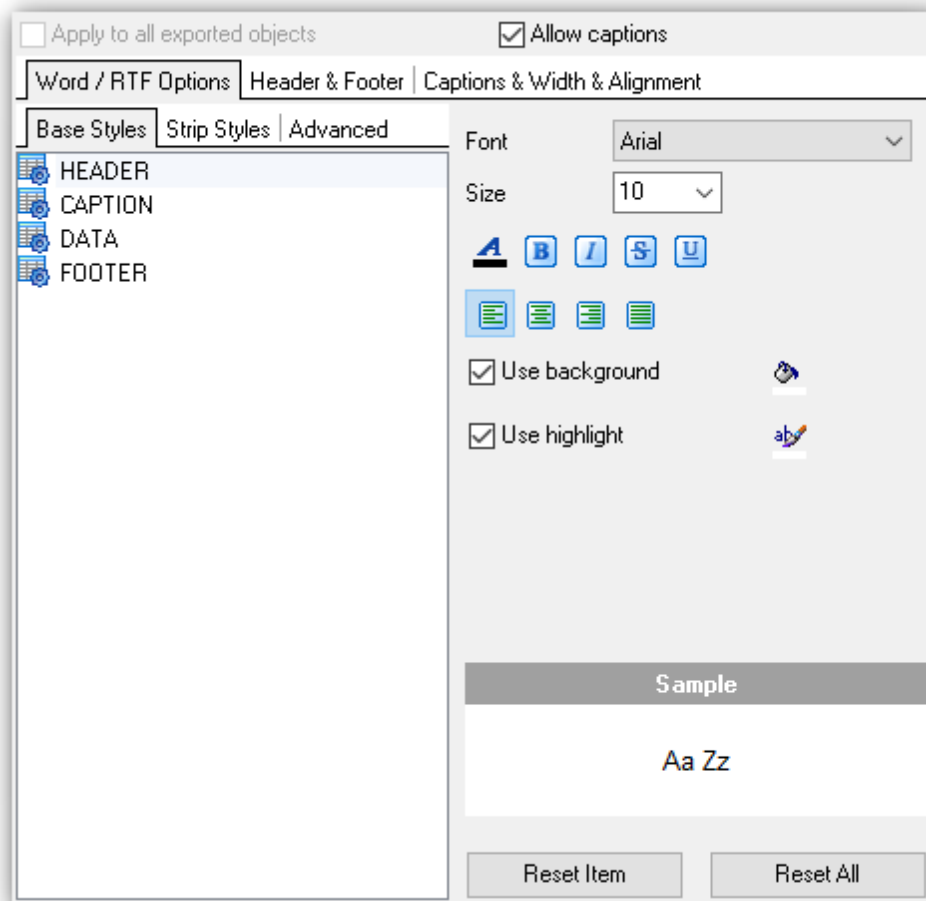 Apply to all exported objects
Allow captions
Word / RTF Options
Header & Footer
Captions & Width & Alignment
Base Styles
Strip Styles
Advanced
HEADER
CAPTION
DATA
FOOTER
Font
Arial
Size
10
A
B
I
S
U
Use background
Use highlight
ab
Sample
Aa Zz
Reset Item
Reset All